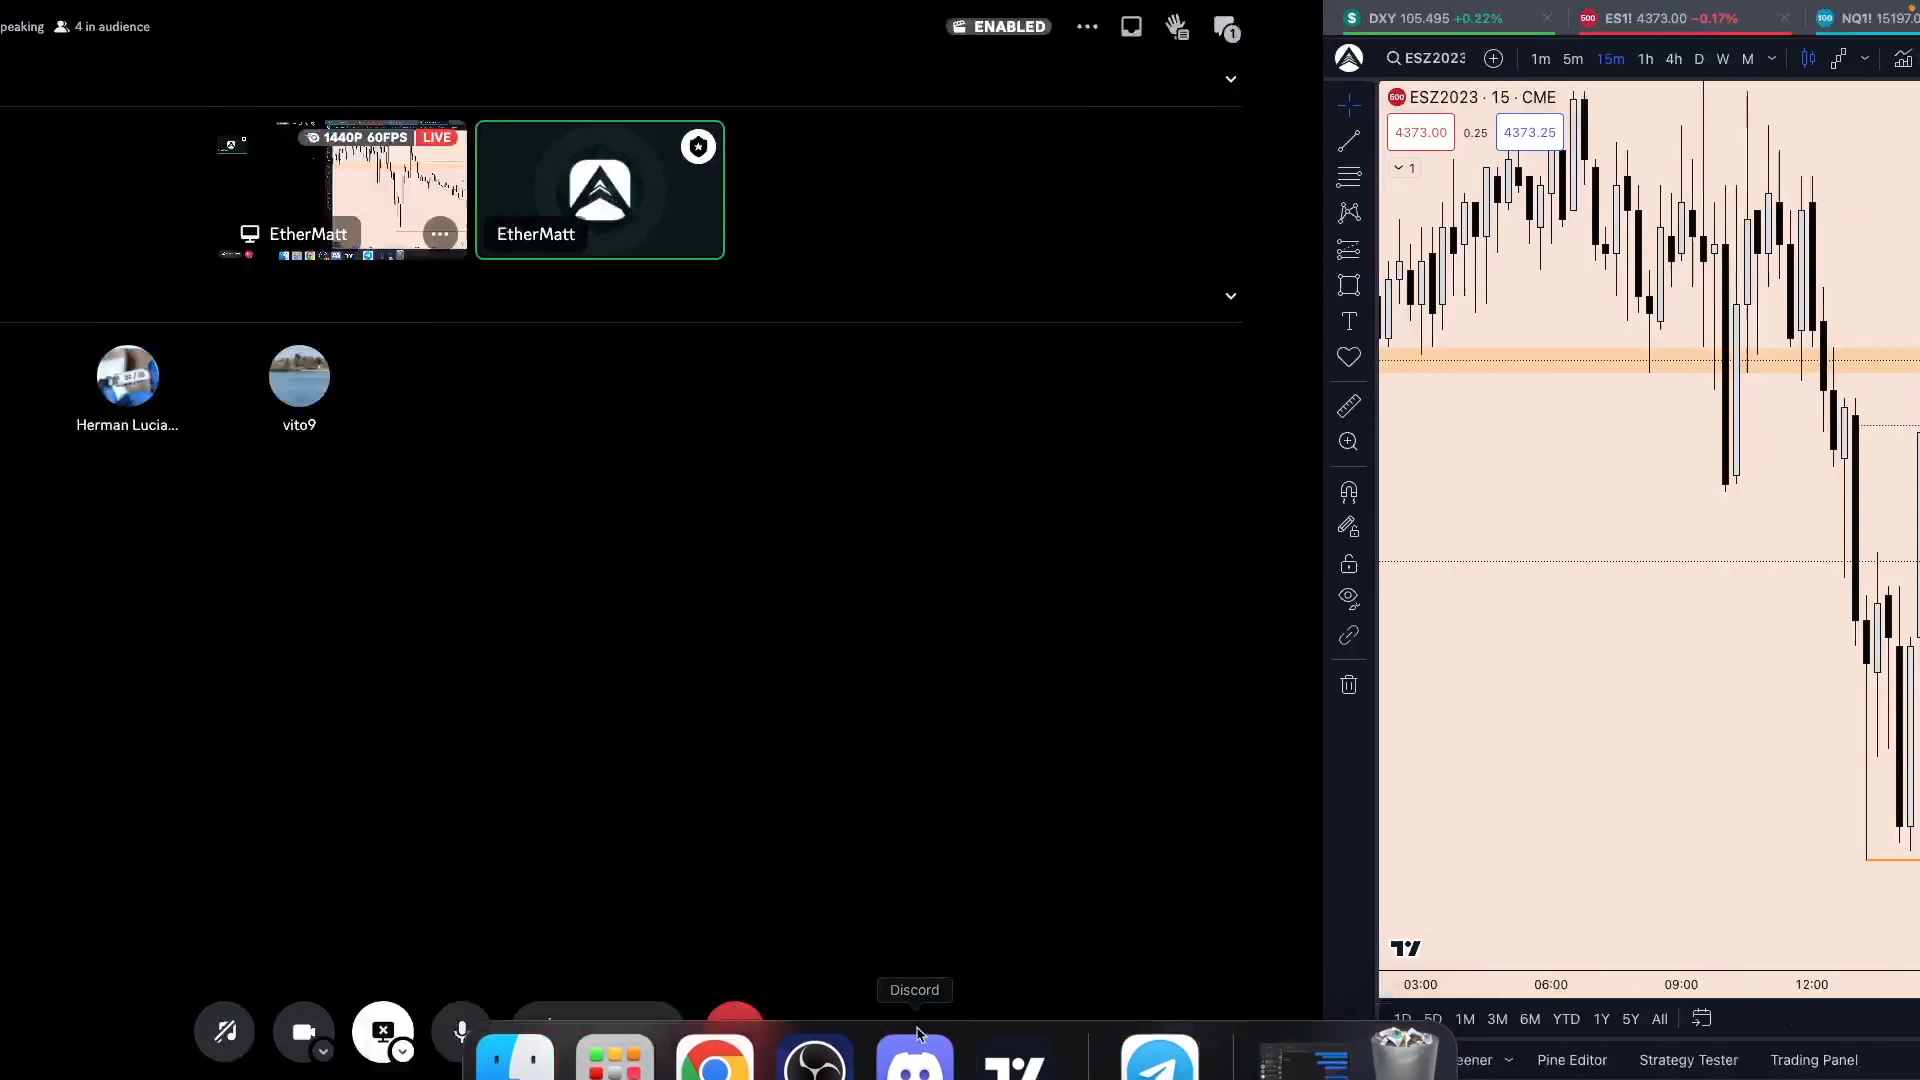 peaking 4 in audience
ENABLED
1
DXY 105.495 +0.22%
ES1! 4373.00 −0.17%
NQ1! 15197.0
ESZ2023
1m 5m 15m 1h 4h D W M
ESZ2023 · 15 · CME
4373.00 0.25 4373.25
1
1440P 60FPS LIVE
EtherMatt
EtherMatt
Herman Lucia...
vito9
03:00 06:00 09:00 12:00
Discord
1D 5D 1M 3M 6M YTD 1Y 5Y All
eener Pine Editor Strategy Tester Trading Panel